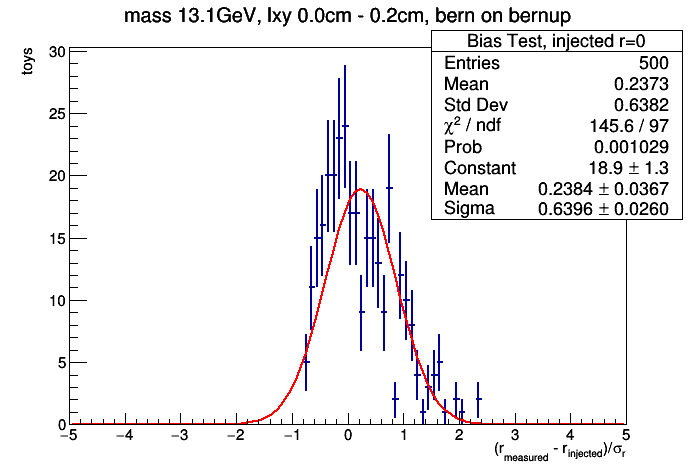 mass 13.1GeV, lxy 0.0cm - 0.2cm, bern on bernup
Bias Test, injected r=0
Entries 500
Mean 0.2373
Std Dev 0.6382
χ² / ndf 145.6 / 97
Prob 0.001029
Constant 18.9 ± 1.3
Mean 0.2384 ± 0.0367
Sigma 0.6396 ± 0.0260
toys
30
25
20
15
10
5
0
−5 −4 −3 −2 −1 0 1 2 3 4 5
(r_measured - r_injected)/σ_r